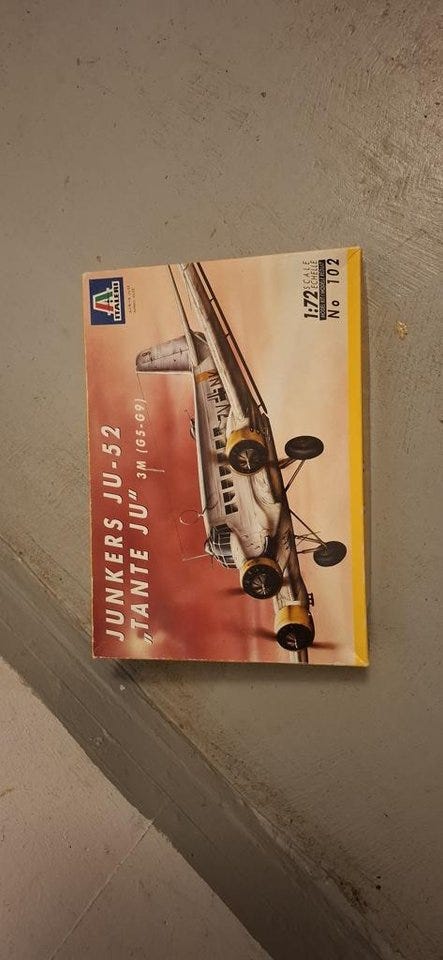 ITALERI
JUNKERS JU-52
„TANTE JU“ 3M (G5-G9)
1:72 SCALE
ECHELLE
No 102